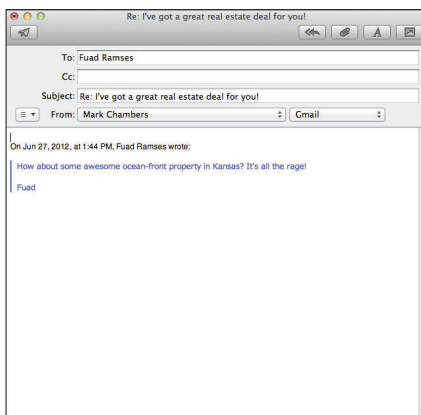 Re: I've got a great real estate deal for you!
A
To: Fuad Ramses
Cc:
Subject: Re: I've got a great real estate deal for you!
From: Mark Chambers Gmail
On Jun 27, 2012, at 1:44 PM, Fuad Ramses wrote:
How about some awesome ocean-front property in Kansas? It's all the rage!
Fuad